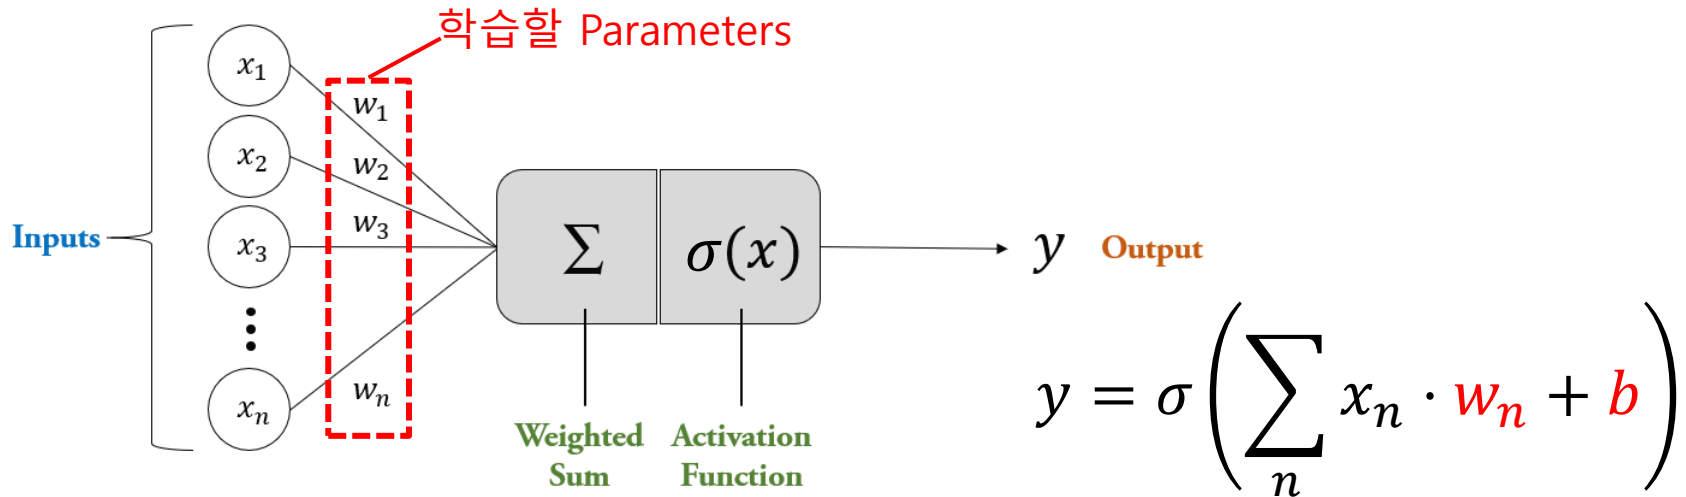 학습할 Parameters
x₁
w₁
x₂
w₂
w₃
Inputs
x₃
∑
σ(x)
y
Output
xₙ
wₙ
Weighted
Sum
Activation
Function
y = σ(∑ₙ xₙ · wₙ + b)